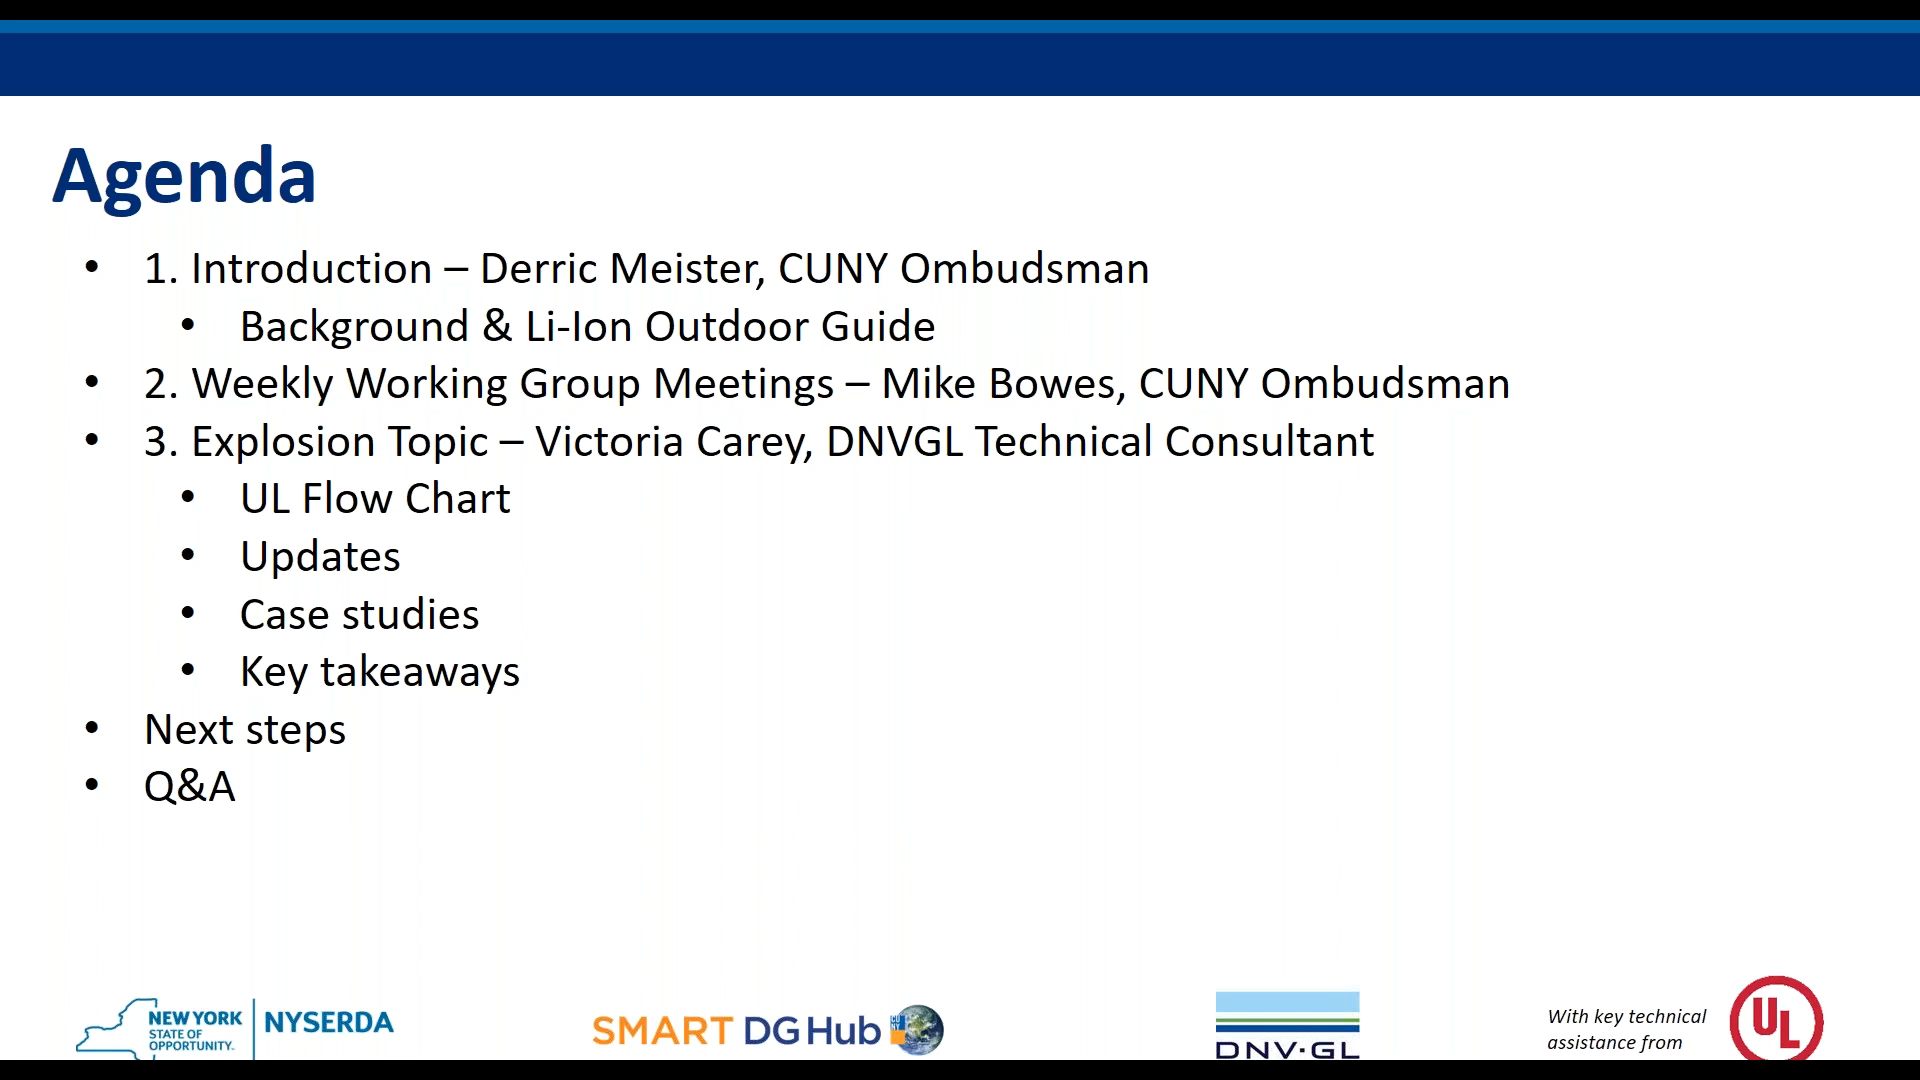 Agenda
• 1. Introduction – Derric Meister, CUNY Ombudsman
• Background & Li-Ion Outdoor Guide
• 2. Weekly Working Group Meetings – Mike Bowes, CUNY Ombudsman
• 3. Explosion Topic – Victoria Carey, DNVGL Technical Consultant
• UL Flow Chart
• Updates
• Case studies
• Key takeaways
• Next steps
• Q&A
NEW YORK
STATE OF
OPPORTUNITY.
NYSERDA
SMART DG Hub
CUNY
DNV·GL
With key technical
assistance from
UL